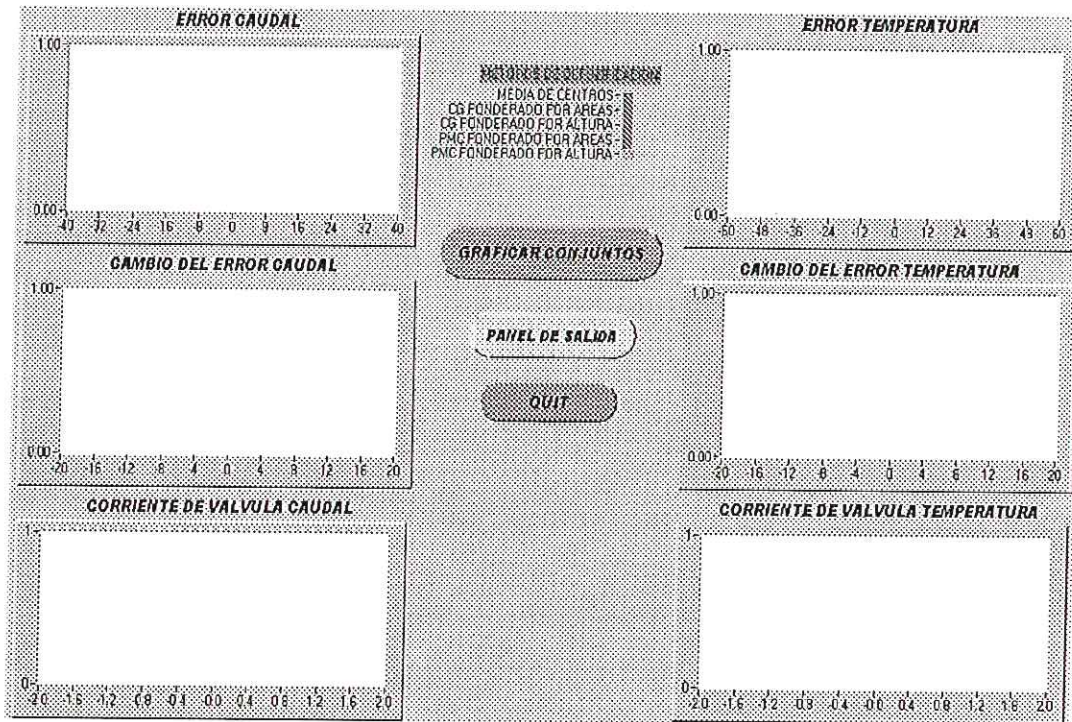 ERROR CAUDAL
1.00
0.00
-40 -32 -24 -16 -8 0 8 16 24 32 40
CAMBIO DEL ERROR CAUDAL
1.00
0.00
-20 -16 -12 -8 -4 0 4 8 12 16 20
CORRIENTE DE VALVULA CAUDAL
1
0
-2.0 -1.6 -1.2 -0.8 -0.4 -0.0 0.4 0.8 1.2 1.6 2.0
METODOS DE DEFUSIFICACION
MEDIA DE CENTROS
CG PONDERADO POR AREAS
CG PONDERADO POR ALTURA
PMC PONDERADO POR AREAS
PMC PONDERADO POR ALTURA
GRAFICAR CONJUNTOS
PANEL DE SALIDA
QUIT
ERROR TEMPERATURA
1.00
0.00
-60 -48 -36 -24 -12 0 12 24 36 48 60
CAMBIO DEL ERROR TEMPERATURA
1.00
0.00
-20 -16 -12 -8 -4 0 4 8 12 16 20
CORRIENTE DE VALVULA TEMPERATURA
1
0
-2.0 -1.6 -1.2 -0.8 -0.4 -0.0 0.4 0.8 1.2 1.6 2.0